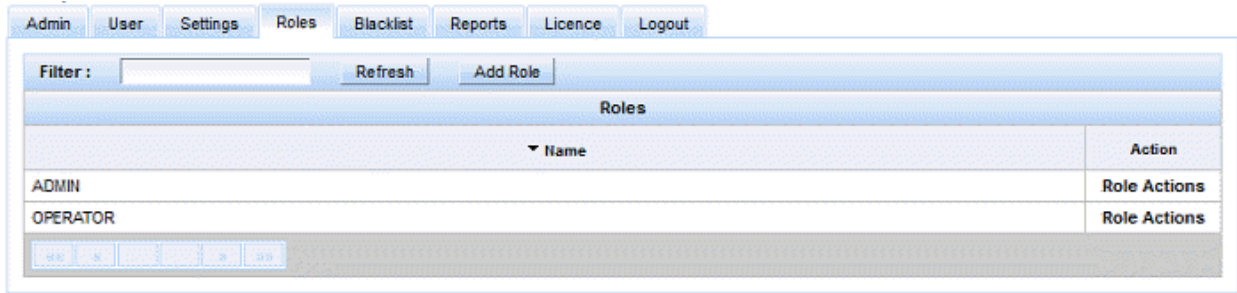 Admin User Settings Roles Blacklist Reports Licence Logout
Filter : Refresh Add Role
Roles
Name Action
ADMIN Role Actions
OPERATOR Role Actions
«« « » »»